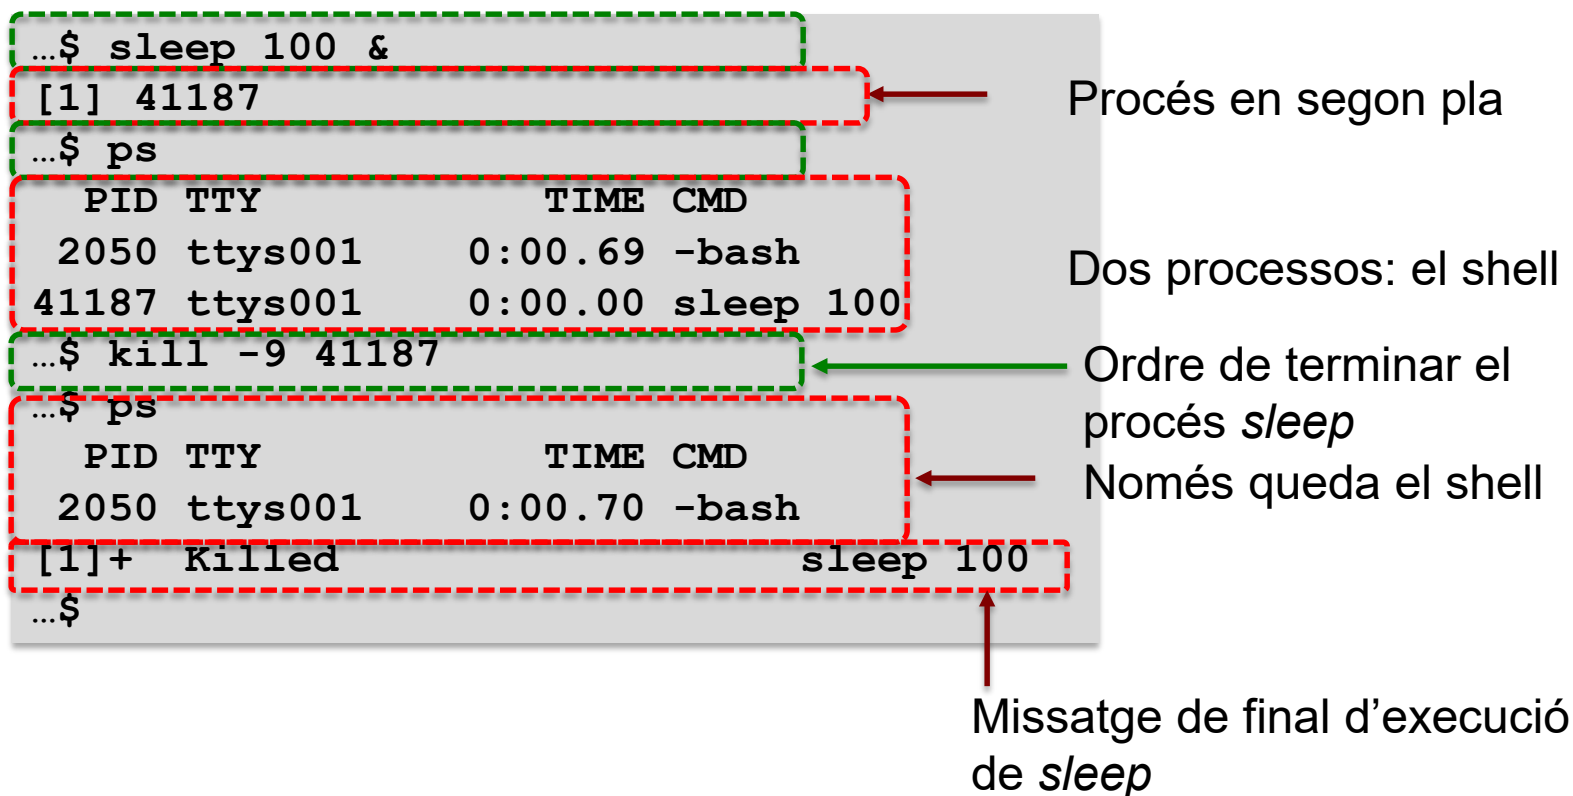 …$ sleep 100 &
[1] 41187
Procés en segon pla
…$ ps
PID TTY TIME CMD
2050 ttys001 0:00.69 -bash
Dos processos: el shell
41187 ttys001 0:00.00 sleep 100
…$ kill -9 41187
Ordre de terminar el
procés sleep
…$ ps
PID TTY TIME CMD
Només queda el shell
2050 ttys001 0:00.70 -bash
[1]+ Killed sleep 100
…$
Missatge de final d’execució
de sleep